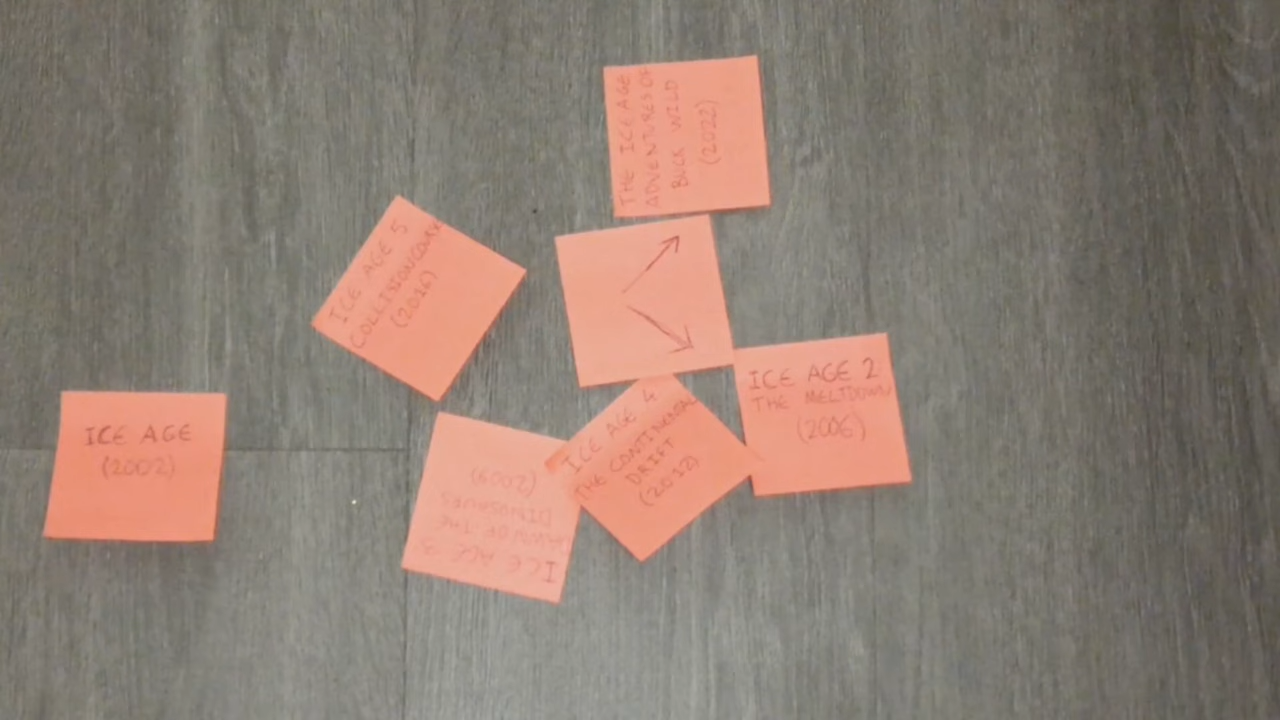 THE ICE AGE
ADVENTURES OF
BUCK WILD
(2022)
ICE AGE 5
COLLISION COURSE
(2016)
ICE AGE 2
THE MELTDOWN
(2006)
ICE AGE 4
THE CONTINENTAL
DRIFT
(2012)
ICE AGE
(2002)
ICE AGE 3
DAWN OF THE
DINOSAURS
(2009)